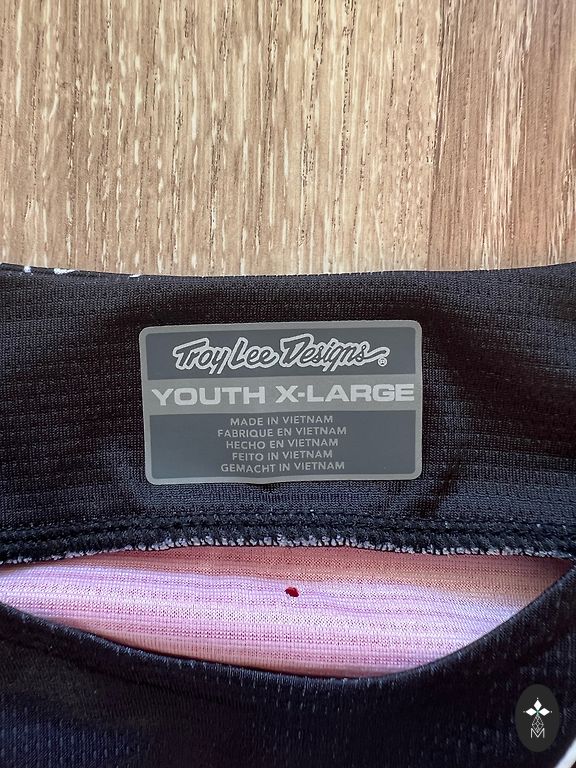 Troy Lee Designs®
YOUTH X-LARGE
MADE IN VIETNAM
FABRIQUE EN VIETNAM
HECHO EN VIETNAM
FEITO IN VIETNAM
GEMACHT IN VIETNAM
M